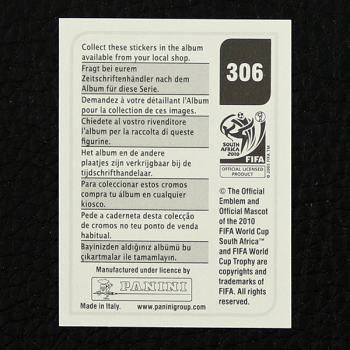 Collect these stickers in the album
available from your local shop.
Fragt bei eurem
Zeitschriftenhändler nach dem
Album für diese Serie.
Demandez à votre détaillant l'Album
pour la collection de ces images.
Chiedete al vostro rivenditore
l'album per la raccolta di queste
figurine.
Het album en de andere
plaatjes zijn verkrijgbaar bij de
tijdschrifthandelaar.
Para coleccionar estos cromos
compra tu álbum en cualquier
kiosco.
Pede a caderneta desta colecção
de cromos no teu ponto de venda
habitual.
Bayinizden aldığınız albümü bu
çıkartmalar ile tamamlayın.
Manufactured under licence by
PANINI
Made in Italy.
www.paninigroup.com
306
SOUTH AFRICA
2010
FIFA
OFFICIAL LICENSED
PRODUCT
© The Official
Emblem and
Official Mascot
of the 2010
FIFA World Cup
South Africa™
and FIFA World
Cup Trophy are
copyrights and
trademarks of
FIFA. All rights
reserved.